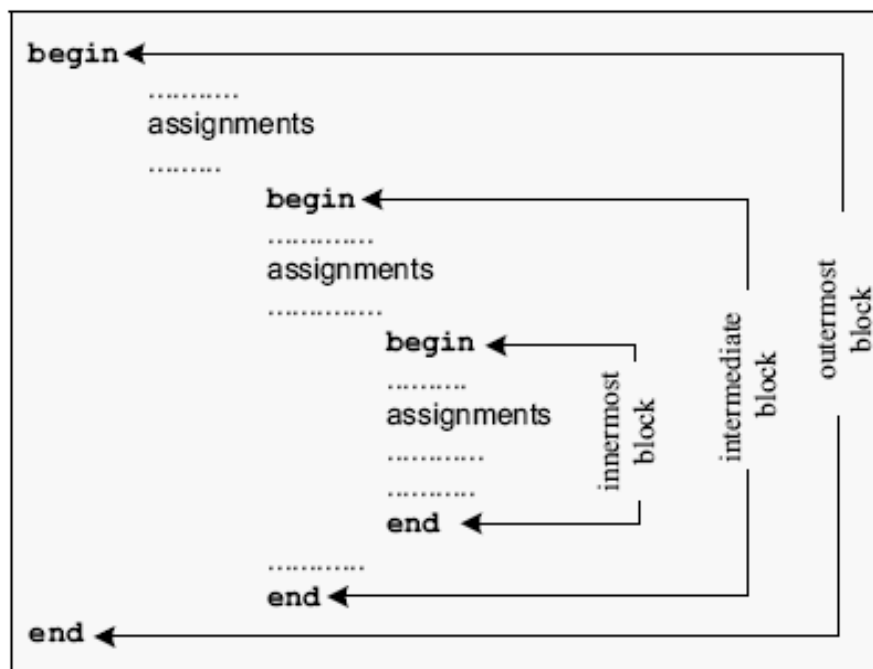 begin
...........
assignments
.........
begin
.............
assignments
..............
begin
..........
assignments
............
...........
end
............
end
end
innermost
block
intermediate
block
outermost
block